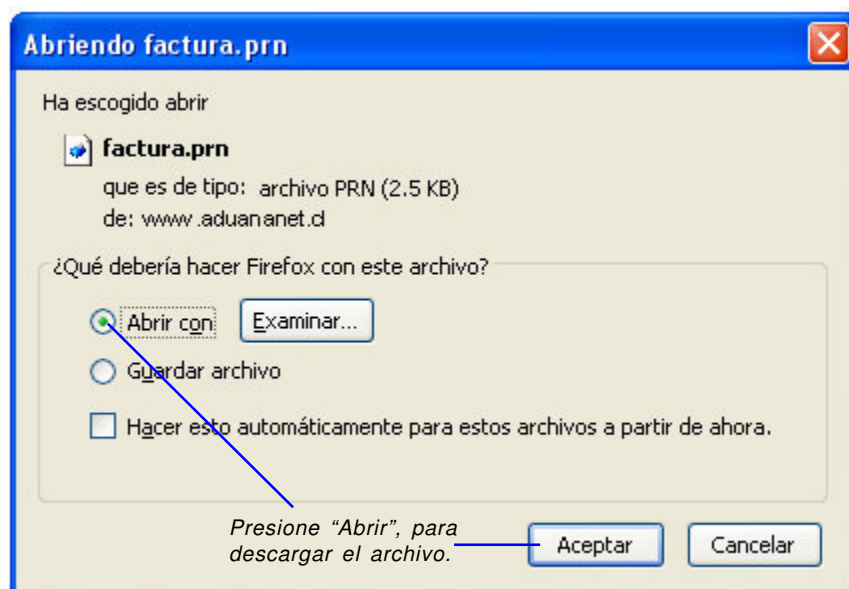 Abriendo factura.prn
Ha escogido abrir
factura.prn
que es de tipo: archivo PRN (2.5 KB)
de: www.aduananet.cl
¿Qué debería hacer Firefox con este archivo?
Abrir con Examinar...
Guardar archivo
Hacer esto automáticamente para estos archivos a partir de ahora.
Presione “Abrir”, para
descargar el archivo.
Aceptar Cancelar